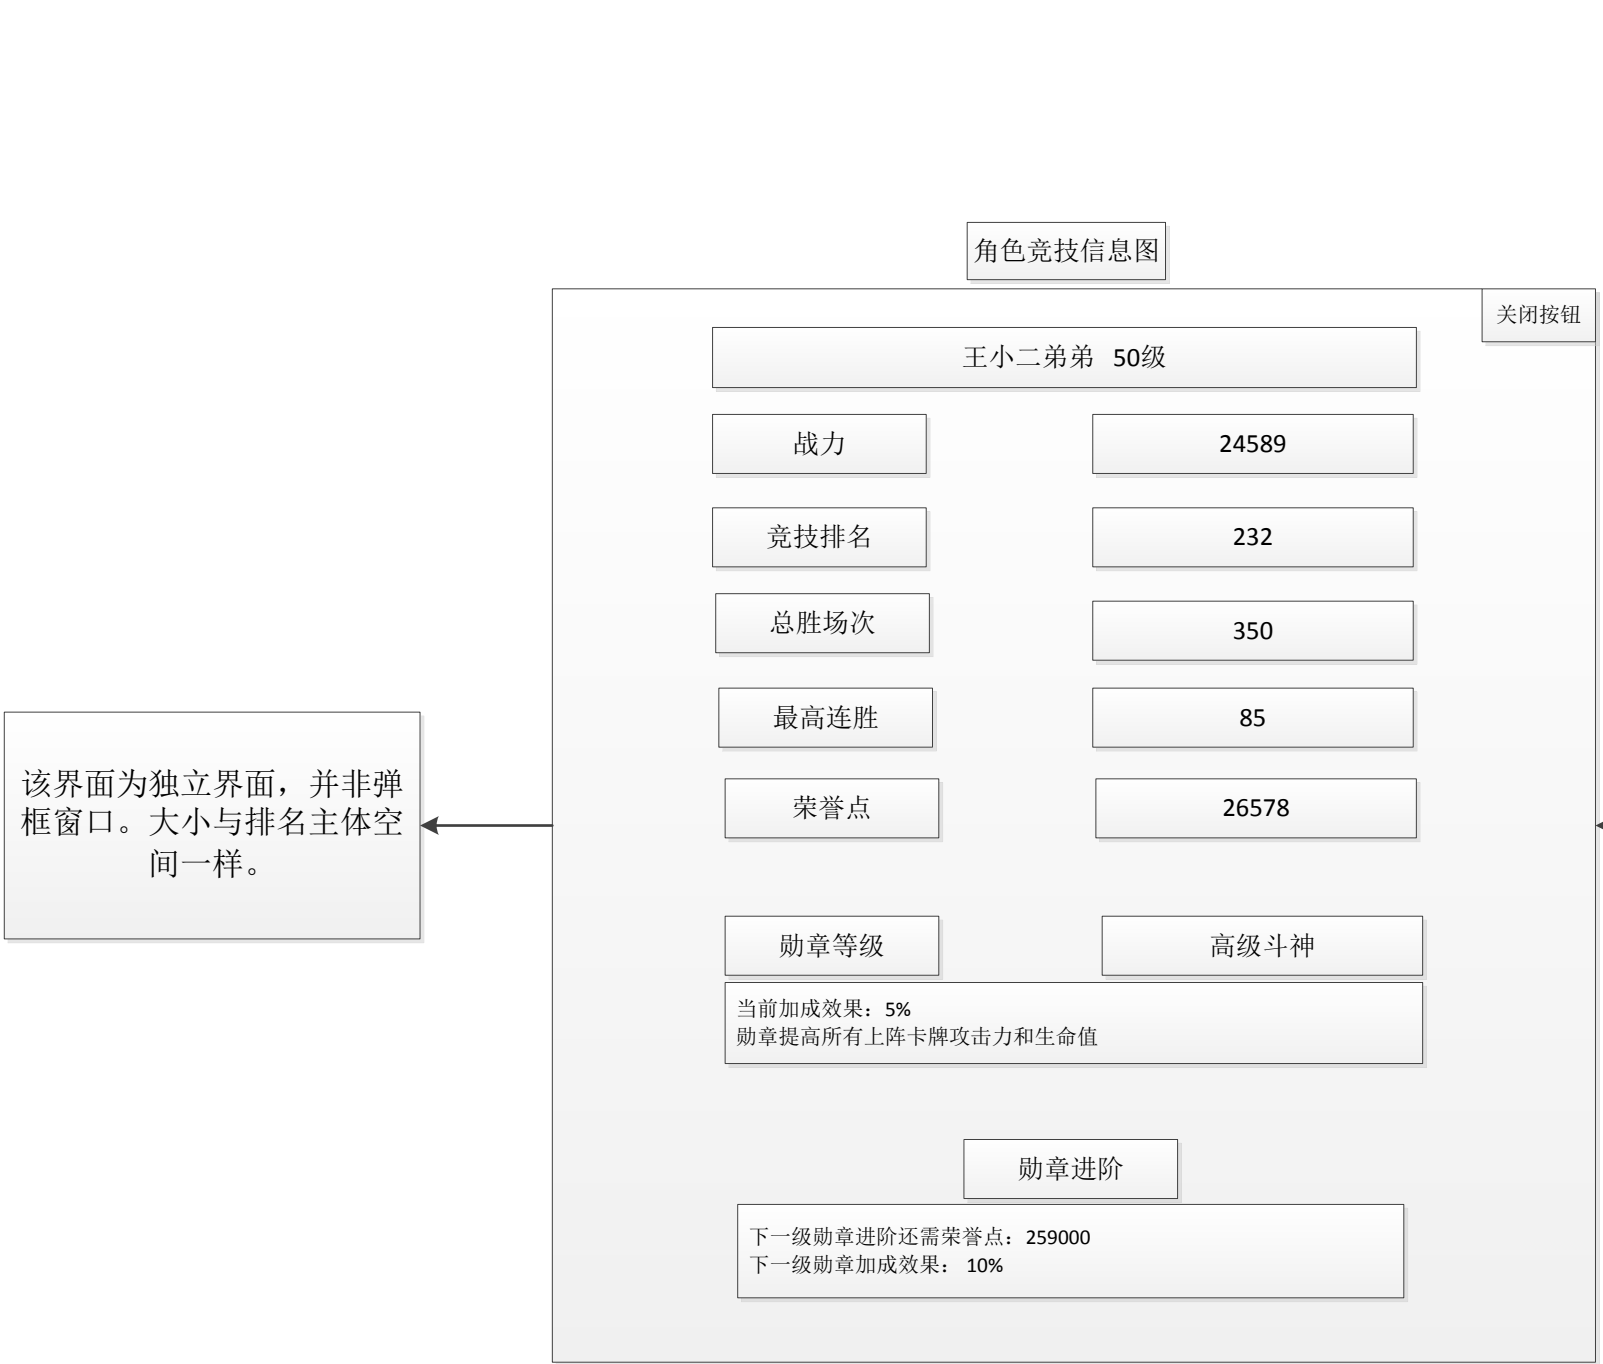 角色竞技信息图
关闭按钮
王小二弟弟 50级
战力
24589
竞技排名
232
总胜场次
350
最高连胜
85
荣誉点
26578
该界面为独立界面，并非弹
框窗口。大小与排名主体空
间一样。
勋章等级
高级斗神
当前加成效果：5%
勋章提高所有上阵卡牌攻击力和生命值
勋章进阶
下一级勋章进阶还需荣誉点：259000
下一级勋章加成效果： 10%